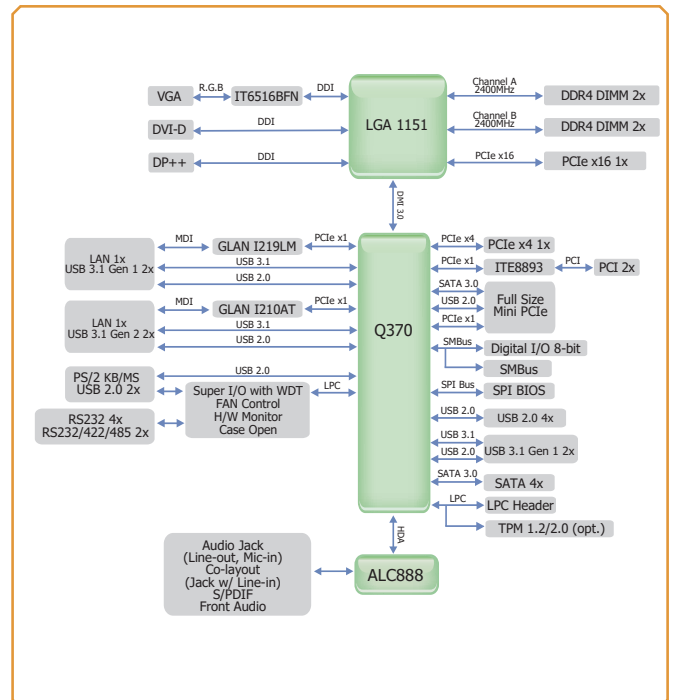 VGA
R.G.B
IT6516BFN
DDI
LGA 1151
Channel A
2400MHz
DDR4 DIMM 2x
DVI-D
DDI
Channel B
2400MHz
DDR4 DIMM 2x
DP++
DDI
PCIe x16
PCIe x16 1x
DMI 3.0
LAN 1x
USB 3.1 Gen 1 2x
MDI
GLAN I219LM
PCIe x1
USB 3.1
USB 2.0
LAN 1x
USB 3.1 Gen 2 2x
MDI
GLAN I210AT
PCIe x1
USB 3.1
USB 2.0
PS/2 KB/MS
USB 2.0 2x
USB 2.0
Super I/O with WDT
FAN Control
H/W Monitor
Case Open
LPC
RS232 4x
RS232/422/485 2x
Q370
PCIe x4
PCIe x4 1x
PCIe x1
ITE8893
PCI
PCI 2x
SATA 3.0
USB 2.0
PCIe x1
Full Size
Mini PCIe
SMBus
Digital I/O 8-bit
SMBus
SPI Bus
SPI BIOS
USB 2.0
USB 2.0 4x
USB 3.1
USB 2.0
USB 3.1 Gen 1 2x
SATA 3.0
SATA 4x
LPC
LPC Header
TPM 1.2/2.0 (opt.)
HDA
Audio Jack
(Line-out, Mic-in)
Co-layout
(Jack w/ Line-in)
S/PDIF
Front Audio
ALC888